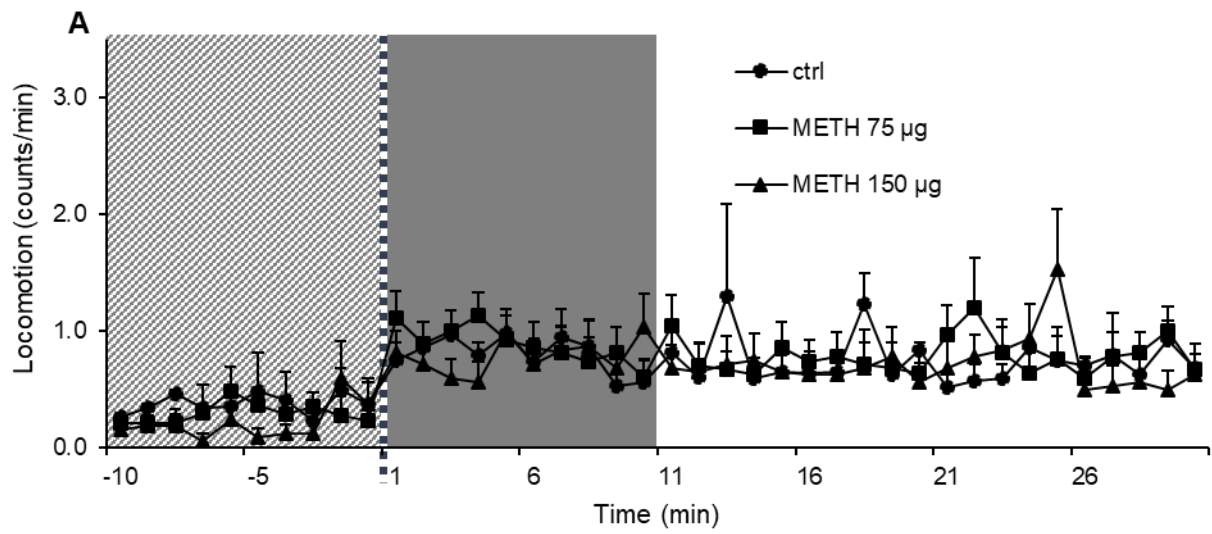 A
Locomotion (counts/min)
3.0
2.0
1.0
0.0
ctrl
METH 75 µg
METH 150 µg
-10 -5 1 6 11 16 21 26
Time (min)